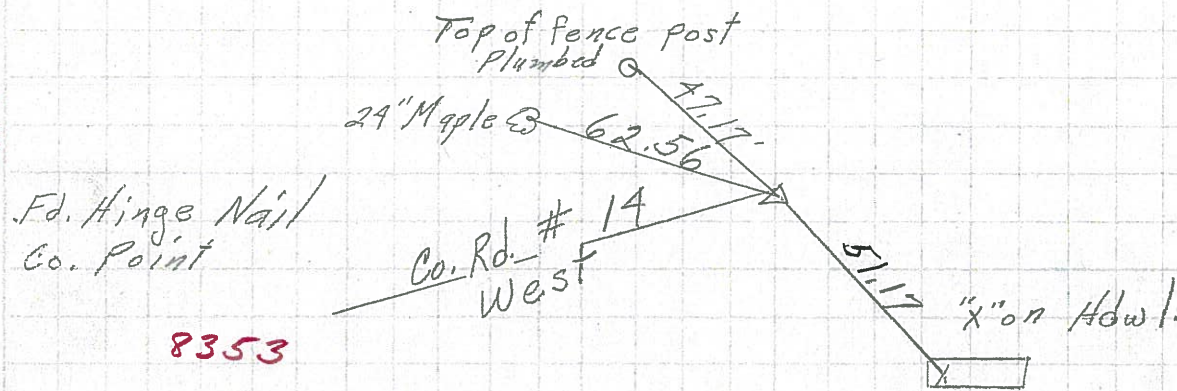 Top of fence post
Plumbed
47.17'
24" Maple
62.56
Fd. Hinge Nail
Co. Point
Co. Rd. # 14
West
51.17
"X" on Hdwl.
X
8353